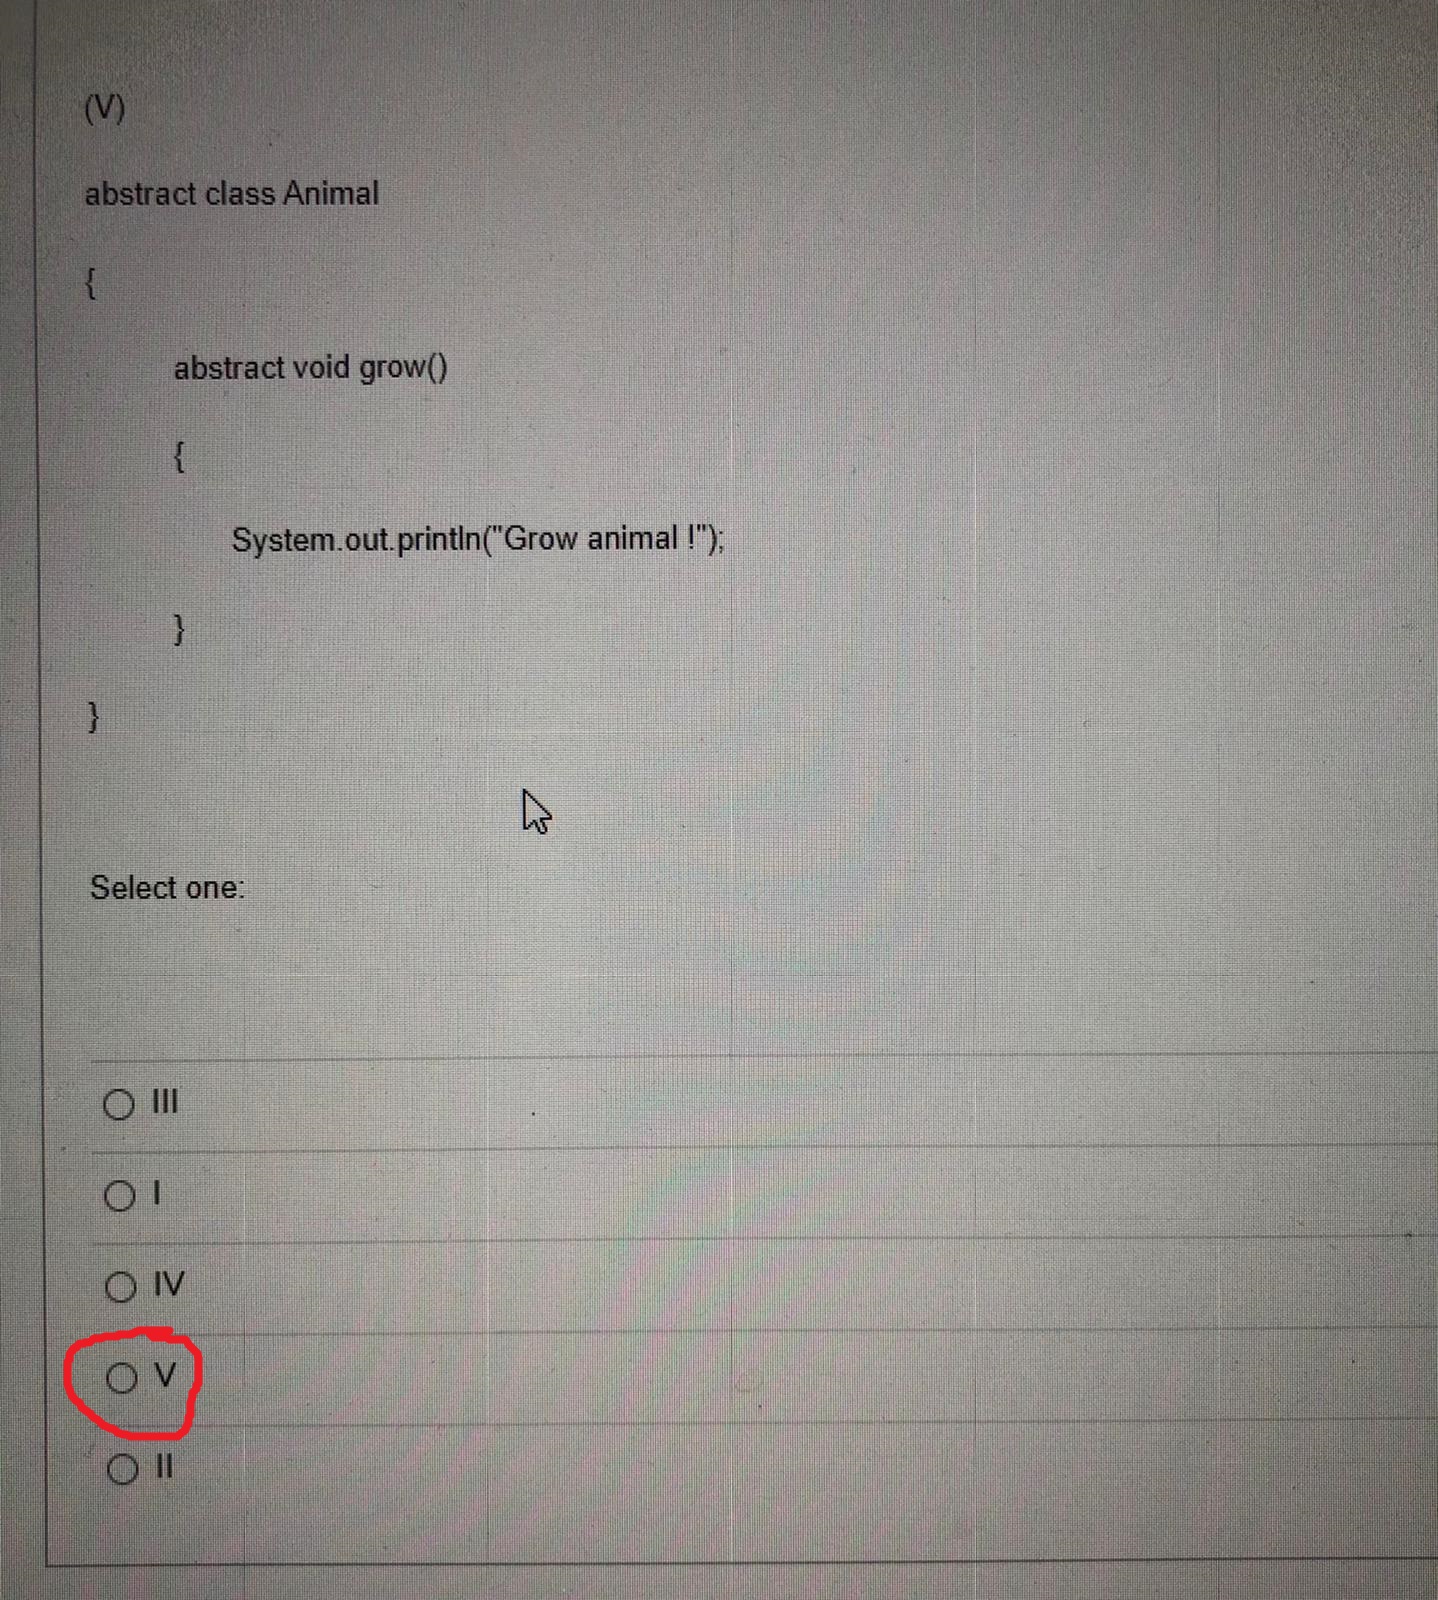 (V)
abstract class Animal
{
abstract void grow()
{
System.out.println("Grow animal !");
}
}
Select one:
III
I
IV
V
II